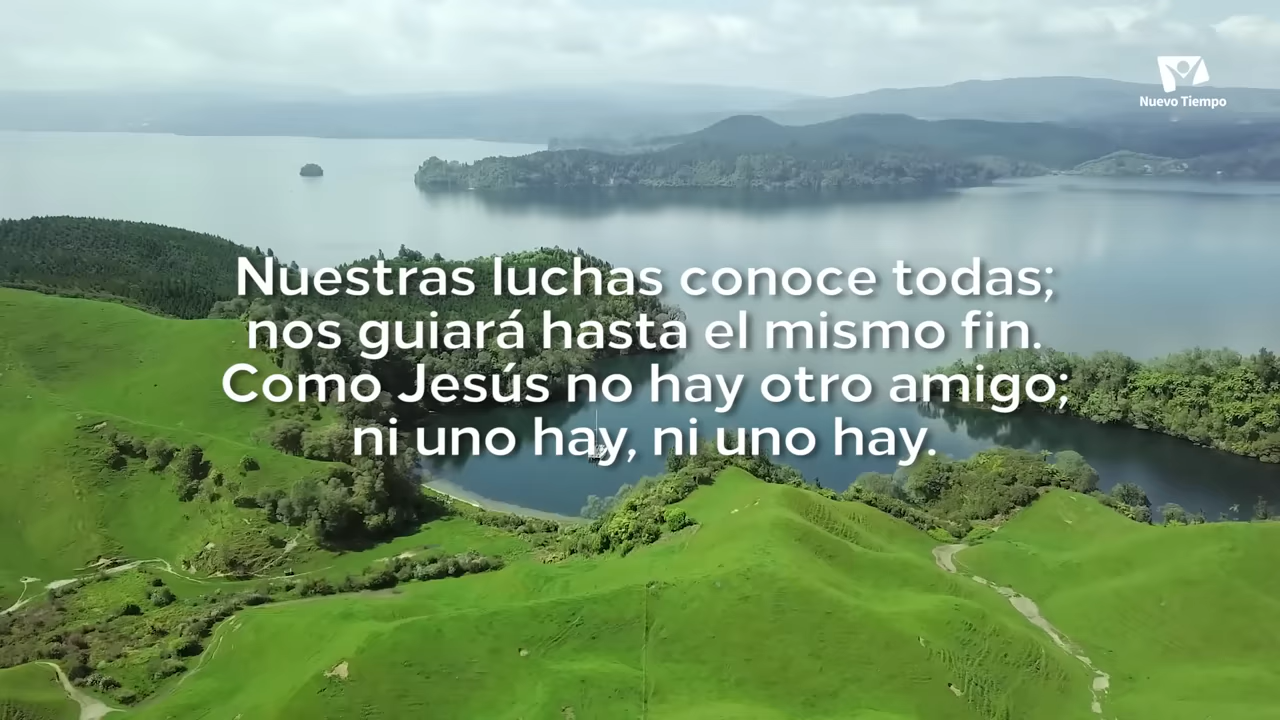 Nuevo Tiempo
Nuestras luchas conoce todas;
nos guiará hasta el mismo fin.
Como Jesús no hay otro amigo;
ni uno hay, ni uno hay.